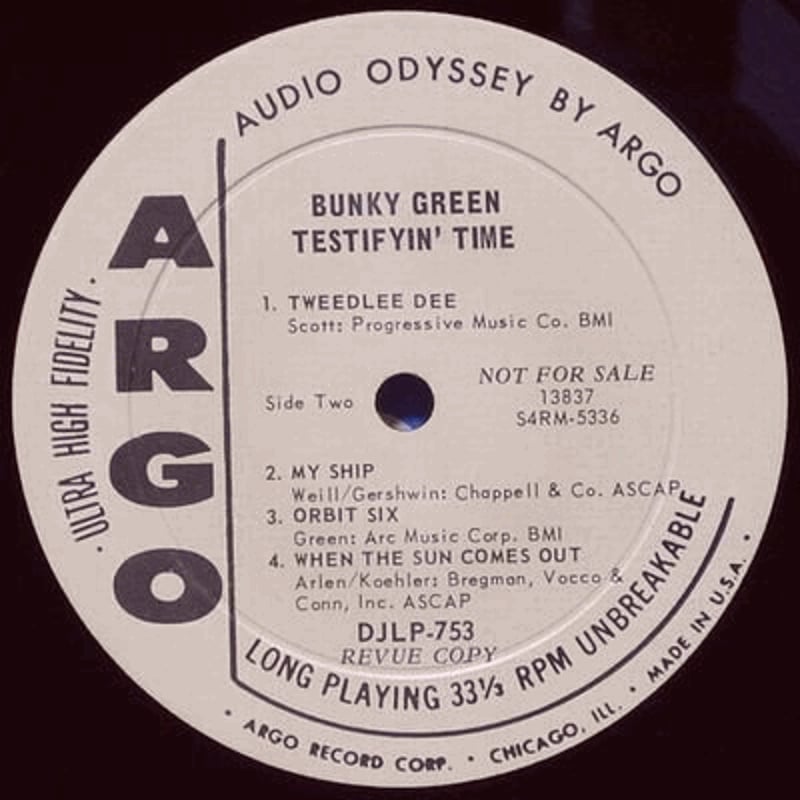 AUDIO ODYSSEY BY ARGO
ARGO
· ULTRA HIGH FIDELITY ·
BUNKY GREEN
TESTIFYIN' TIME
1. TWEEDLEE DEE
Scott: Progressive Music Co. BMI
Side Two
NOT FOR SALE
13837
S4RM-5336
2. MY SHIP
Weill/Gershwin: Chappell & Co. ASCAP
3. ORBIT SIX
Green: Arc Music Corp. BMI
4. WHEN THE SUN COMES OUT
Arlen/Koehler: Bregman, Vocco &
Conn, Inc. ASCAP
DJLP-753
REVUE COPY
LONG PLAYING 33⅓ RPM UNBREAKABLE
· ARGO RECORD CORP. · CHICAGO, ILL. · MADE IN U.S.A. ·